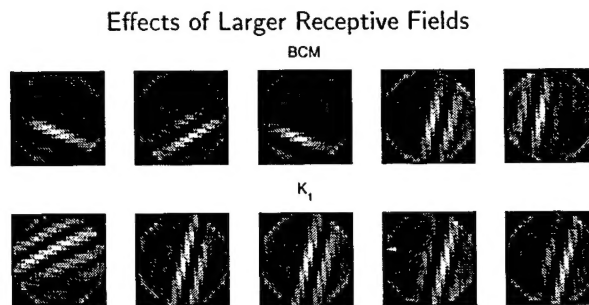 Effects of Larger Receptive Fields
BCM
K₁